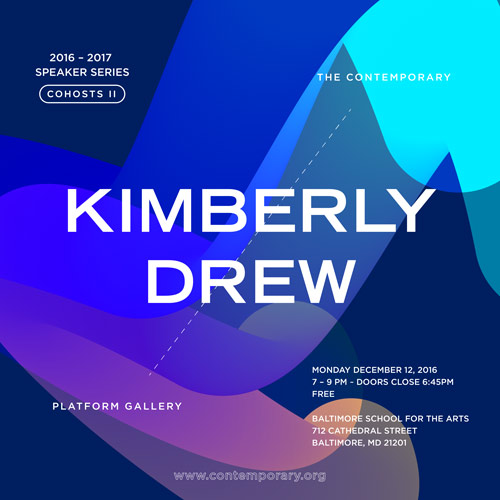 2016 – 2017
SPEAKER SERIES
COHOSTS II
THE CONTEMPORARY
KIMBERLY
DREW
PLATFORM GALLERY
MONDAY DECEMBER 12, 2016
7 – 9 PM - DOORS CLOSE 6:45PM
FREE
BALTIMORE SCHOOL FOR THE ARTS
712 CATHEDRAL STREET
BALTIMORE, MD 21201
www.contemporary.org